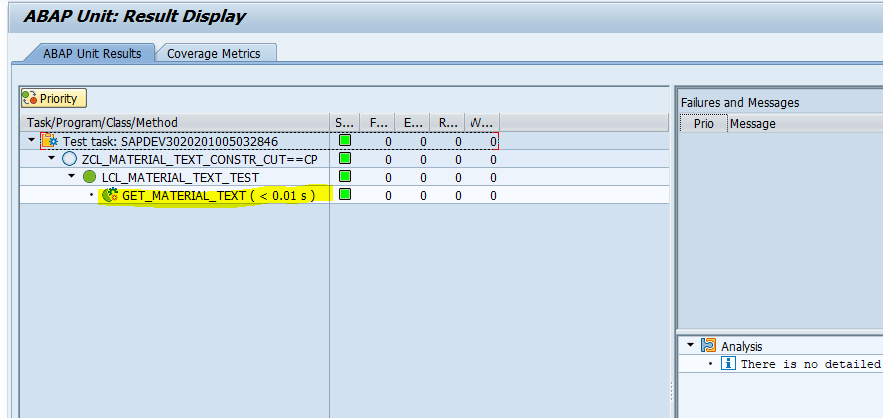 ABAP Unit: Result Display
ABAP Unit Results
Coverage Metrics
Priority
Task/Program/Class/Method S... F... E... R... W...
Test task: SAPDEV3020201005032846 0 0 0 0
ZCL_MATERIAL_TEXT_CONSTR_CUT==CP 0 0 0 0
LCL_MATERIAL_TEXT_TEST 0 0 0 0
GET_MATERIAL_TEXT ( < 0.01 s ) 0 0 0 0
Failures and Messages
Prio Message
Analysis
There is no detailed